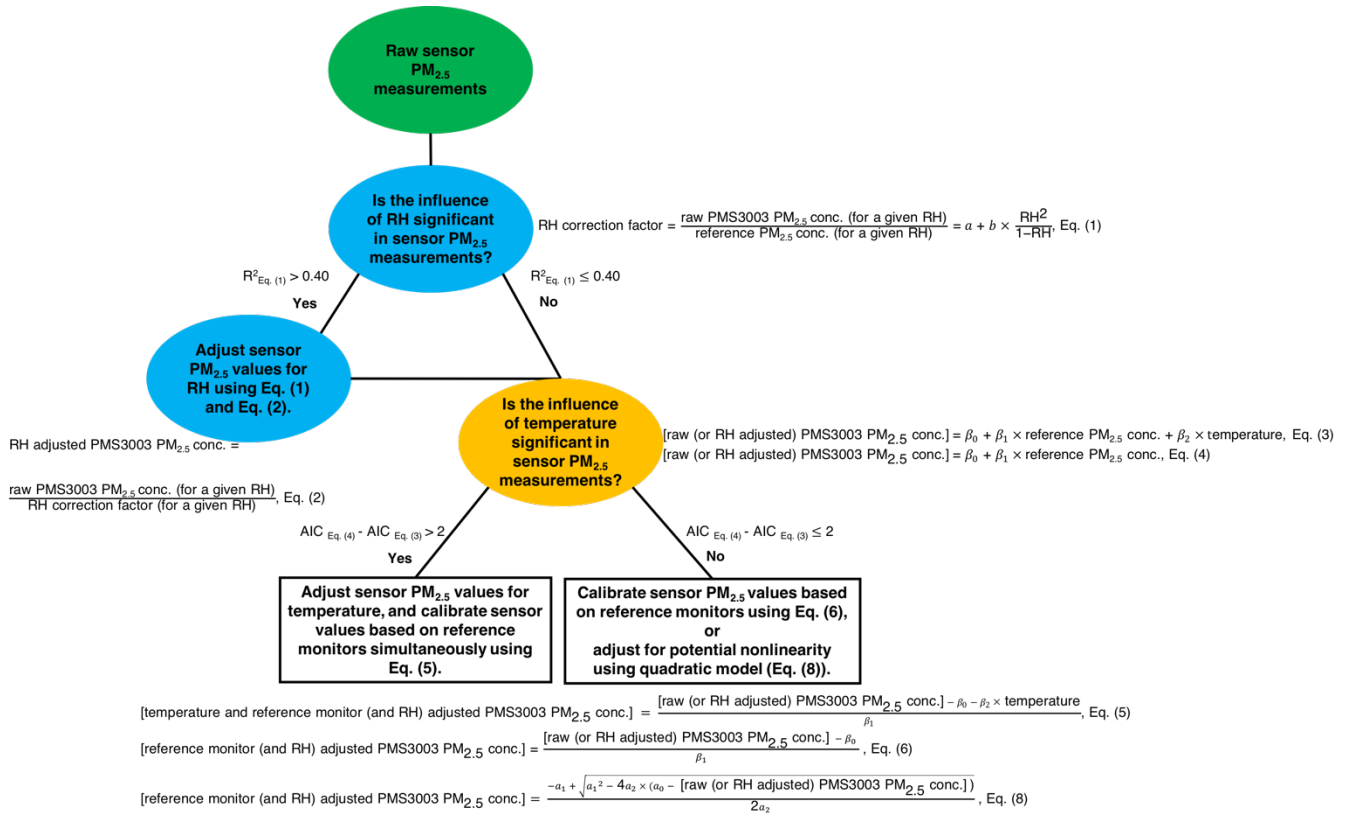 Raw sensor
PM2.5
measurements
Is the influence
of RH significant
in sensor PM2.5
measurements?
RH correction factor = raw PMS3003 PM2.5 conc. (for a given RH) / reference PM2.5 conc. (for a given RH) = a + b × RH² / 1−RH, Eq. (1)
R²Eq. (1) > 0.40
Yes
R²Eq. (1) ≤ 0.40
No
Adjust sensor
PM2.5 values for
RH using Eq. (1)
and Eq. (2).
RH adjusted PMS3003 PM2.5 conc. =
raw PMS3003 PM2.5 conc. (for a given RH) / RH correction factor (for a given RH), Eq. (2)
Is the influence
of temperature
significant in
sensor PM2.5
measurements?
[raw (or RH adjusted) PMS3003 PM2.5 conc.] = β0 + β1 × reference PM2.5 conc. + β2 × temperature, Eq. (3)
[raw (or RH adjusted) PMS3003 PM2.5 conc.] = β0 + β1 × reference PM2.5 conc., Eq. (4)
AIC Eq. (4) - AIC Eq. (3) > 2
Yes
AIC Eq. (4) - AIC Eq. (3) ≤ 2
No
Adjust sensor PM2.5 values for
temperature, and calibrate sensor
values based on reference
monitors simultaneously using
Eq. (5).
Calibrate sensor PM2.5 values based
on reference monitors using Eq. (6),
or
adjust for potential nonlinearity
using quadratic model (Eq. (8)).
[temperature and reference monitor (and RH) adjusted PMS3003 PM2.5 conc.] = [raw (or RH adjusted) PMS3003 PM2.5 conc.] − β0 − β2 × temperature / β1, Eq. (5)
[reference monitor (and RH) adjusted PMS3003 PM2.5 conc.] = [raw (or RH adjusted) PMS3003 PM2.5 conc.] − β0 / β1, Eq. (6)
[reference monitor (and RH) adjusted PMS3003 PM2.5 conc.] = −a1 + √a1² − 4a2 × (a0 − [raw (or RH adjusted) PMS3003 PM2.5 conc.]) / 2a2, Eq. (8)